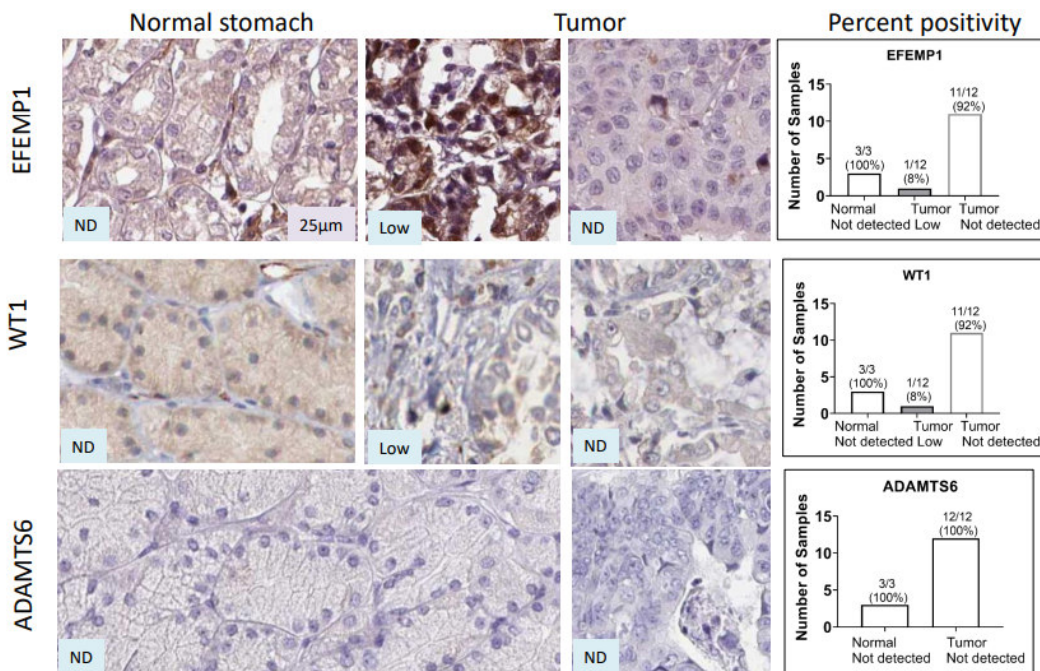 Normal stomach
Tumor
Percent positivity
EFEMP1
ND
25μm
Low
ND
EFEMP1
Number of Samples
15
10
5
0
3/3
(100%)
1/12
(8%)
11/12
(92%)
Normal
Not detected
Tumor
Low
Tumor
Not detected
WT1
ND
Low
ND
WT1
Number of Samples
15
10
5
0
3/3
(100%)
1/12
(8%)
11/12
(92%)
Normal
Not detected
Tumor
Low
Tumor
Not detected
ADAMTS6
ND
ND
ADAMTS6
Number of Samples
15
10
5
0
3/3
(100%)
12/12
(100%)
Normal
Not detected
Tumor
Not detected